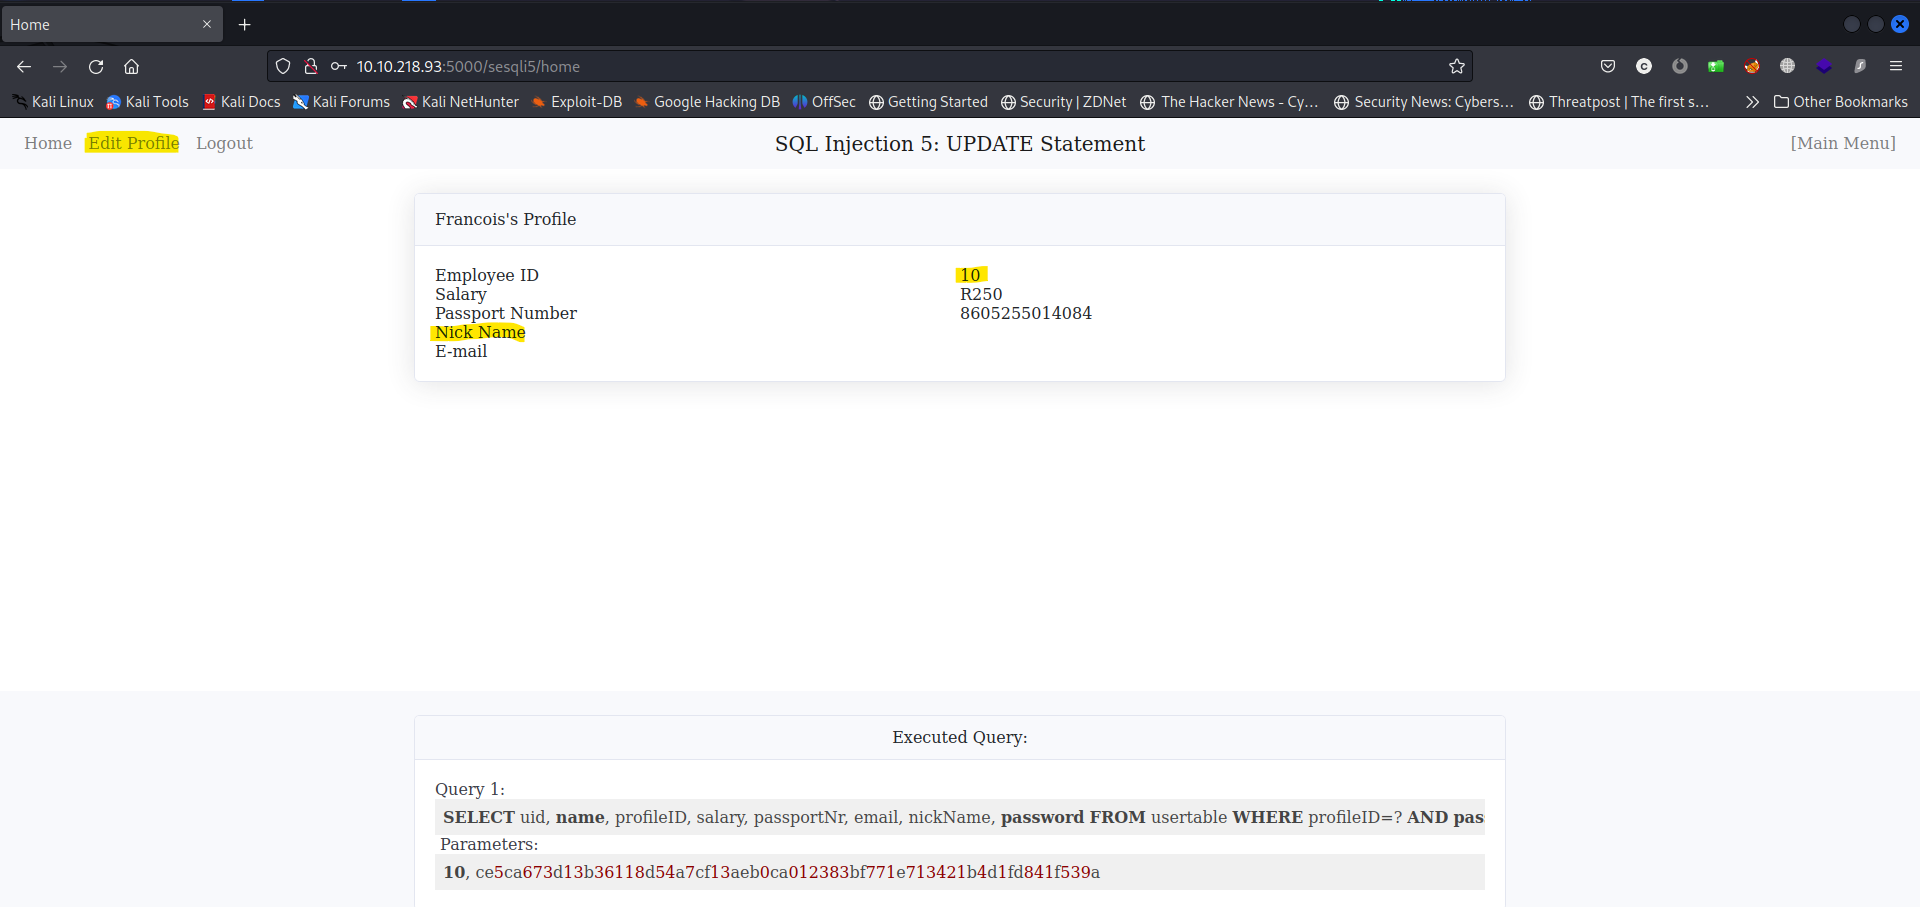 Home
10.10.218.93:5000/sesqli5/home
Kali Linux Kali Tools Kali Docs Kali Forums Kali NetHunter Exploit-DB Google Hacking DB OffSec Getting Started Security | ZDNet The Hacker News - Cy… Security News: Cybers… Threatpost | The first s… Other Bookmarks
Home Edit Profile Logout SQL Injection 5: UPDATE Statement [Main Menu]
Francois's Profile
Employee ID 10
Salary R250
Passport Number 8605255014084
Nick Name
E-mail
Executed Query:
Query 1:
SELECT uid, name, profileID, salary, passportNr, email, nickName, password FROM usertable WHERE profileID=? AND pas
Parameters:
10, ce5ca673d13b36118d54a7cf13aeb0ca012383bf771e713421b4d1fd841f539a